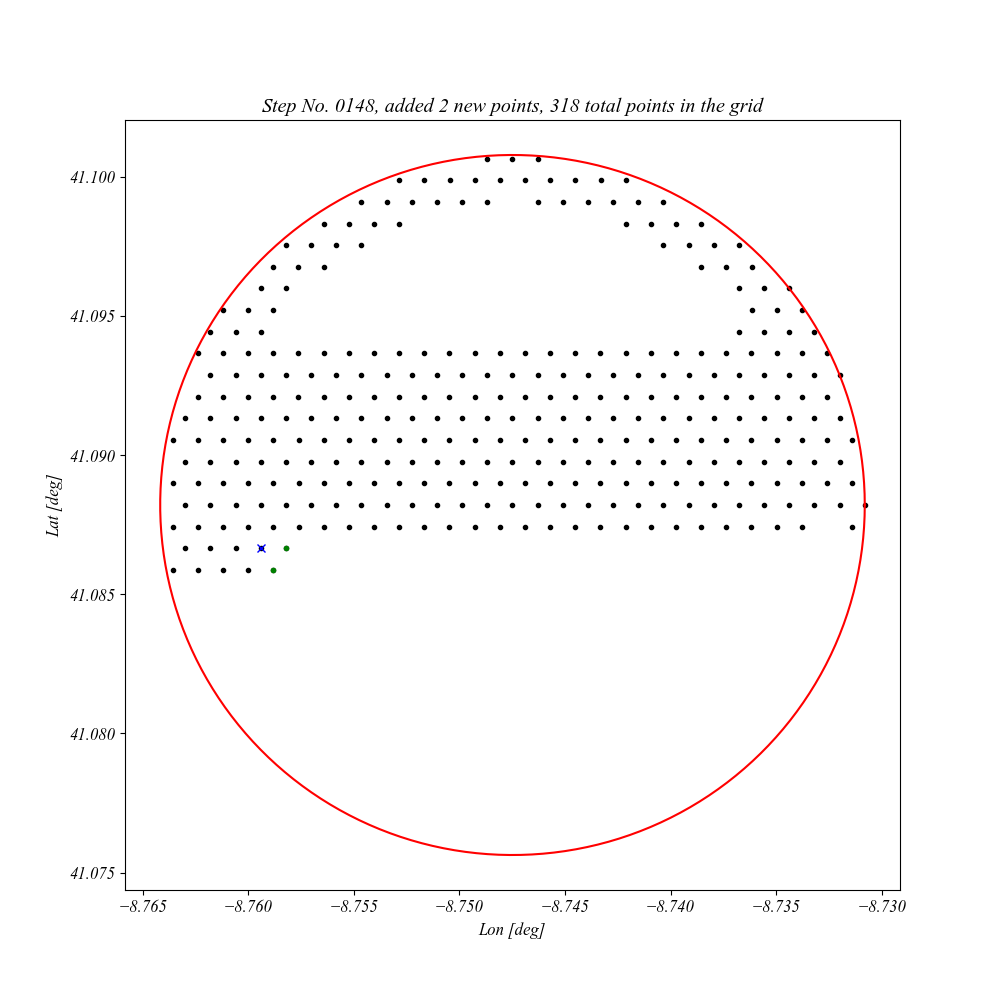 Step No. 0148, added 2 new points, 318 total points in the grid
41.100
41.095
41.090
41.085
41.080
41.075
Lat [deg]
−8.765 −8.760 −8.755 −8.750 −8.745 −8.740 −8.735 −8.730
Lon [deg]